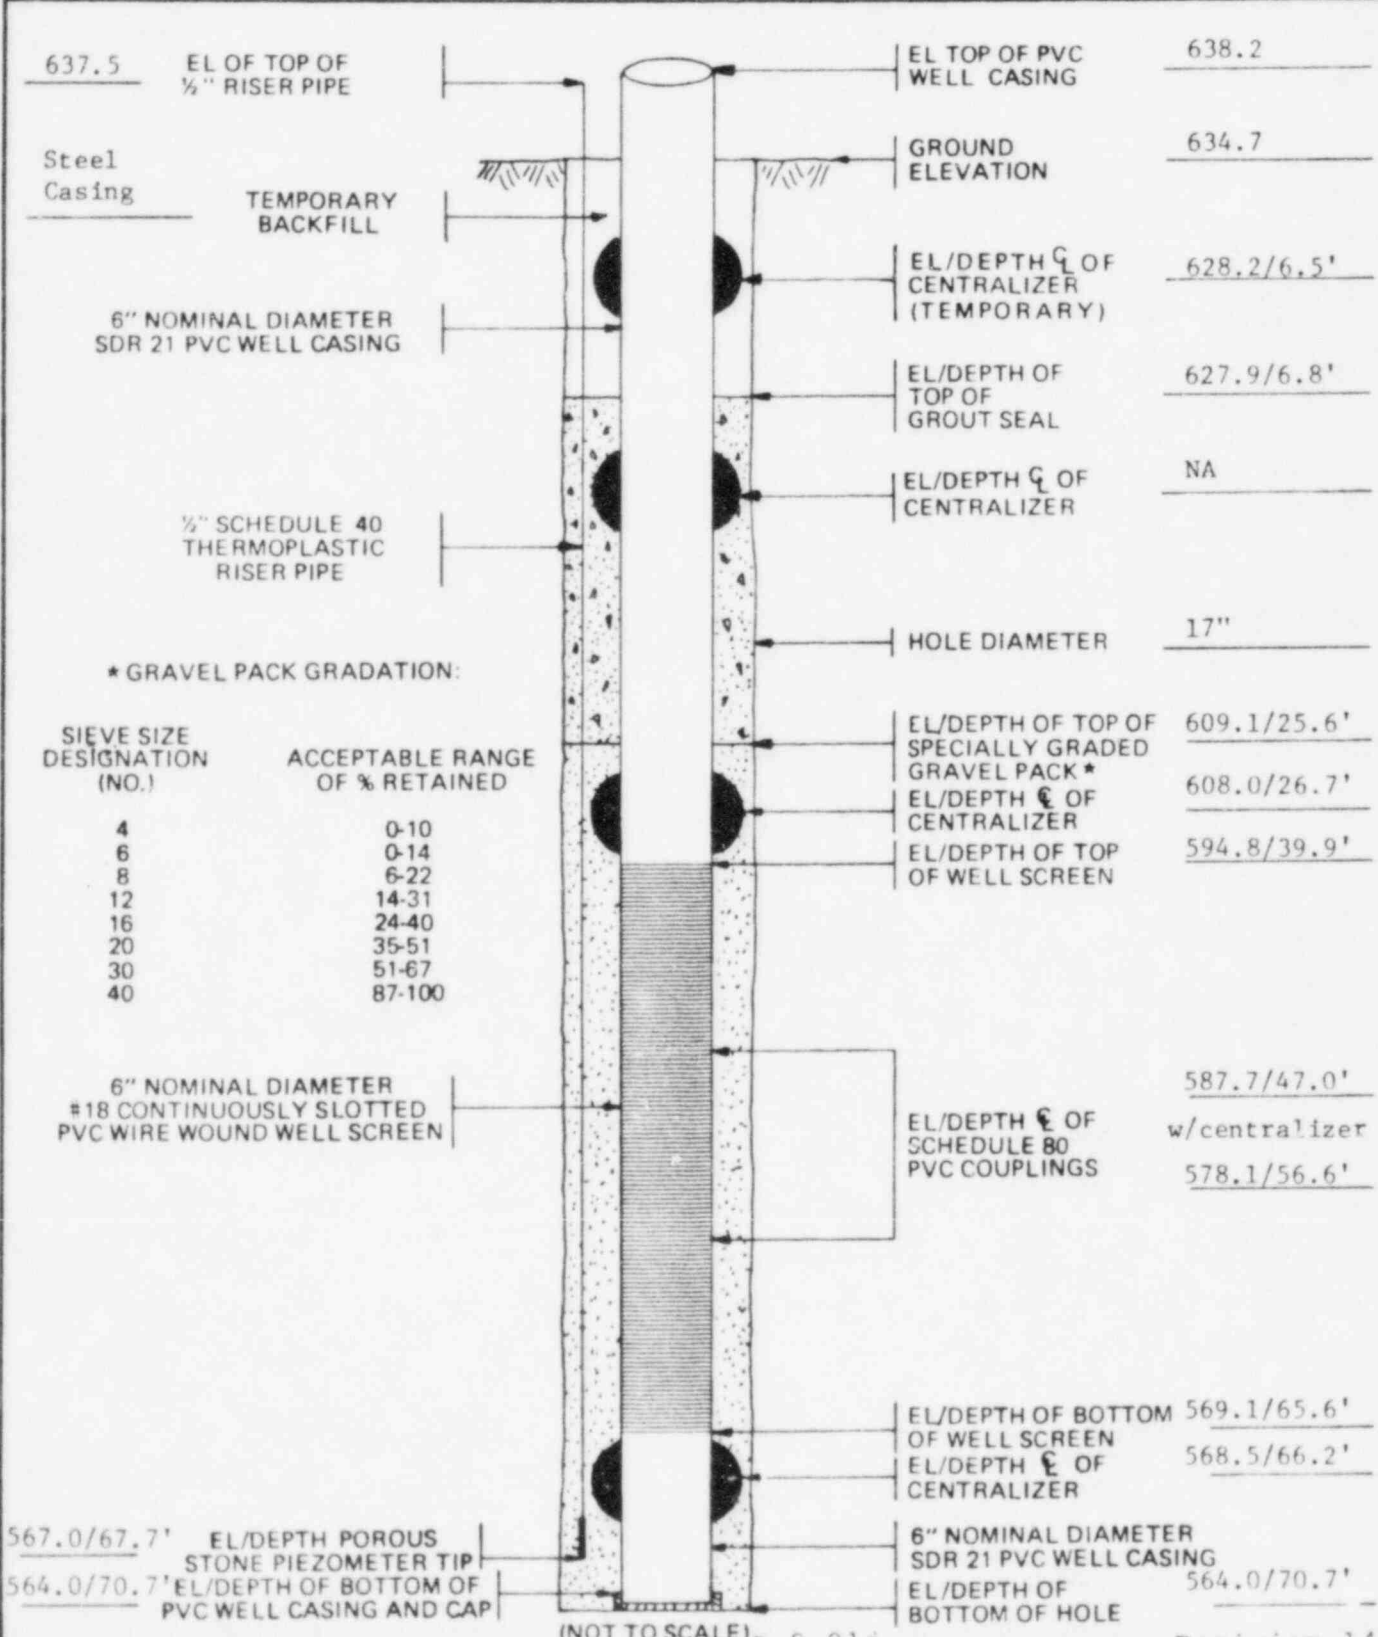 637.5
EL OF TOP OF
½" RISER PIPE
EL TOP OF PVC
WELL CASING
638.2
Steel
Casing
GROUND
ELEVATION
634.7
TEMPORARY
BACKFILL
EL/DEPTH ℄ OF
CENTRALIZER
(TEMPORARY)
628.2/6.5'
6" NOMINAL DIAMETER
SDR 21 PVC WELL CASING
EL/DEPTH OF
TOP OF
GROUT SEAL
627.9/6.8'
EL/DEPTH ℄ OF
CENTRALIZER
NA
½" SCHEDULE 40
THERMOPLASTIC
RISER PIPE
HOLE DIAMETER
17"
* GRAVEL PACK GRADATION:
SIEVE SIZE
DESIGNATION
(NO.)
ACCEPTABLE RANGE
OF % RETAINED
4 0-10
6 0-14
8 6-22
12 14-31
16 24-40
20 35-51
30 51-67
40 87-100
EL/DEPTH OF TOP OF
SPECIALLY GRADED
GRAVEL PACK *
609.1/25.6'
EL/DEPTH ℄ OF
CENTRALIZER
608.0/26.7'
EL/DEPTH OF TOP
OF WELL SCREEN
594.8/39.9'
6" NOMINAL DIAMETER
#18 CONTINUOUSLY SLOTTED
PVC WIRE WOUND WELL SCREEN
EL/DEPTH ℄ OF
SCHEDULE 80
PVC COUPLINGS
587.7/47.0'
w/centralizer
578.1/56.6'
EL/DEPTH OF BOTTOM
OF WELL SCREEN
569.1/65.6'
EL/DEPTH ℄ OF
CENTRALIZER
568.5/66.2'
567.0/67.7'
EL/DEPTH POROUS
STONE PIEZOMETER TIP
6" NOMINAL DIAMETER
SDR 21 PVC WELL CASING
564.0/70.7'
EL/DEPTH OF BOTTOM OF
PVC WELL CASING AND CAP
EL/DEPTH OF
BOTTOM OF HOLE
564.0/70.7'
(NOT TO SCALE)